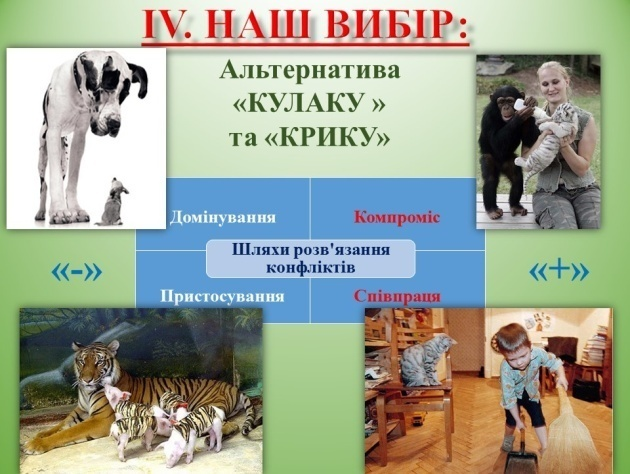 IV. НАШ ВИБІР:
Альтернатива
«КУЛАКУ »
та «КРИКУ»
Домінування
Компроміс
Шляхи розв'язання
конфліктів
«-»
«+»
Пристосування
Співпраця